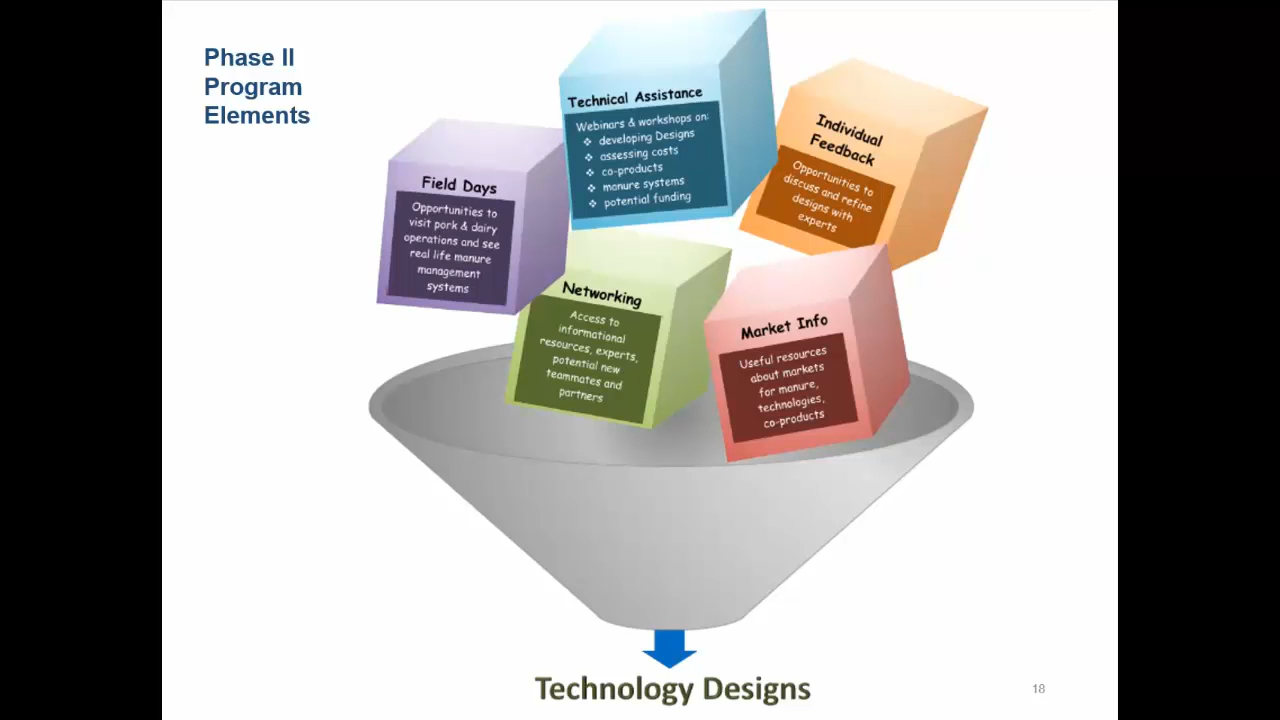 Phase II
Program
Elements
Technical Assistance
Webinars & workshops on:
❖ developing Designs
❖ assessing costs
❖ co-products
❖ manure systems
❖ potential funding
Individual
Feedback
Opportunities to
discuss and refine
designs with
experts
Field Days
Opportunities to
visit pork & dairy
operations and see
real life manure
management
systems
Networking
Access to
informational
resources, experts,
potential new
teammates and
partners
Market Info
Useful resources
about markets
for manure,
technologies,
co-products
Technology Designs
18